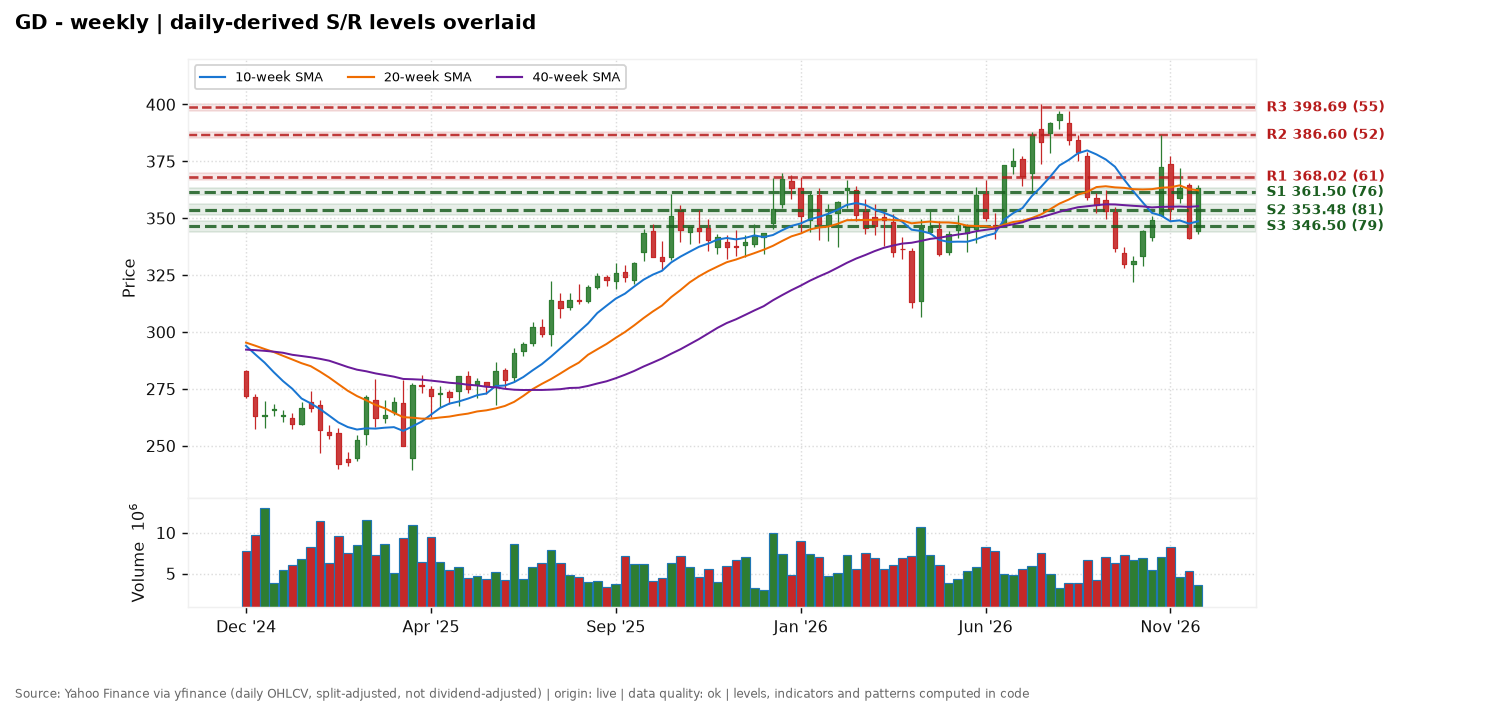 GD - weekly | daily-derived S/R levels overlaid
10-week SMA 20-week SMA 40-week SMA
400
375
350
325
300
275
250
Price
R3 398.69 (55)
R2 386.60 (52)
R1 368.02 (61)
S1 361.50 (76)
S2 353.48 (81)
S3 346.50 (79)
10
5
Volume 10⁶
Dec '24 Apr '25 Sep '25 Jan '26 Jun '26 Nov '26
Source: Yahoo Finance via yfinance (daily OHLCV, split-adjusted, not dividend-adjusted) | origin: live | data quality: ok | levels, indicators and patterns computed in code